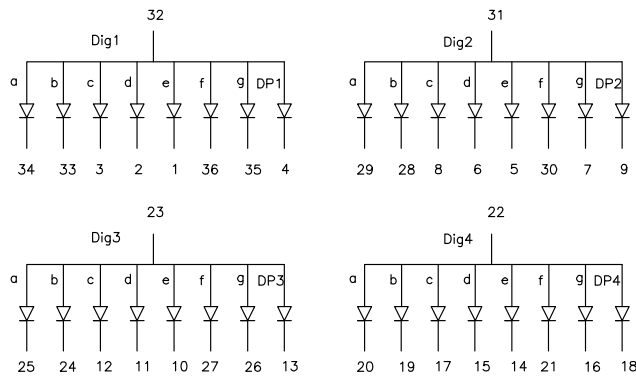 32 31
Dig1 Dig2
a b c d e f g DP1 a b c d e f g DP2
34 33 3 2 1 36 35 4 29 28 8 6 5 30 7 9
23 22
Dig3 Dig4
a b c d e f g DP3 a b c d e f g DP4
25 24 12 11 10 27 26 13 20 19 17 15 14 21 16 18